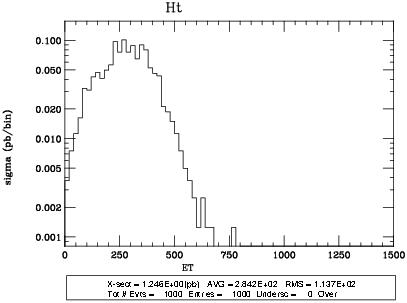 Ht
0.100
0.050
0.020
0.010
0.005
0.002
0.001
sigma (pb/bin)
0 250 500 750 1000 1250 1500
ET
X-sect = 1.246E+00(pb) AVG = 2.842E+02 RMS = 1.137E+02
Tot # Evts = 1000 Entries = 1000 Undersc = 0 Over